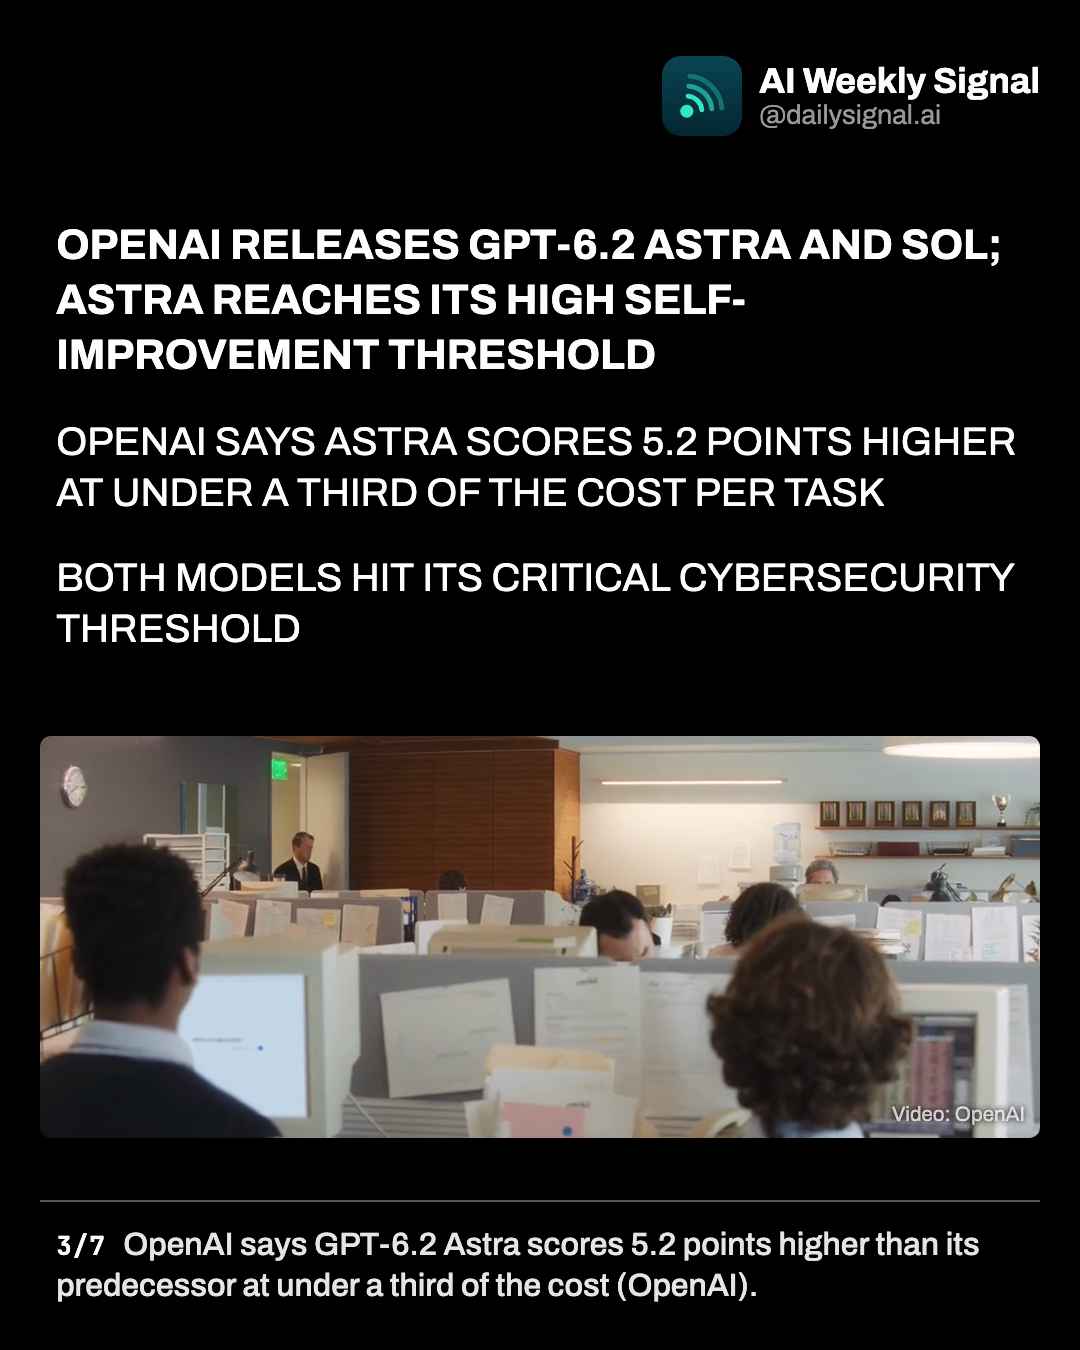 AI Weekly Signal
@dailysignal.ai
OPENAI RELEASES GPT-6.2 ASTRA AND SOL;
ASTRA REACHES ITS HIGH SELF-
IMPROVEMENT THRESHOLD
OPENAI SAYS ASTRA SCORES 5.2 POINTS HIGHER
AT UNDER A THIRD OF THE COST PER TASK
BOTH MODELS HIT ITS CRITICAL CYBERSECURITY
THRESHOLD
Video: OpenAI
3/7 OpenAI says GPT-6.2 Astra scores 5.2 points higher than its
predecessor at under a third of the cost (OpenAI).